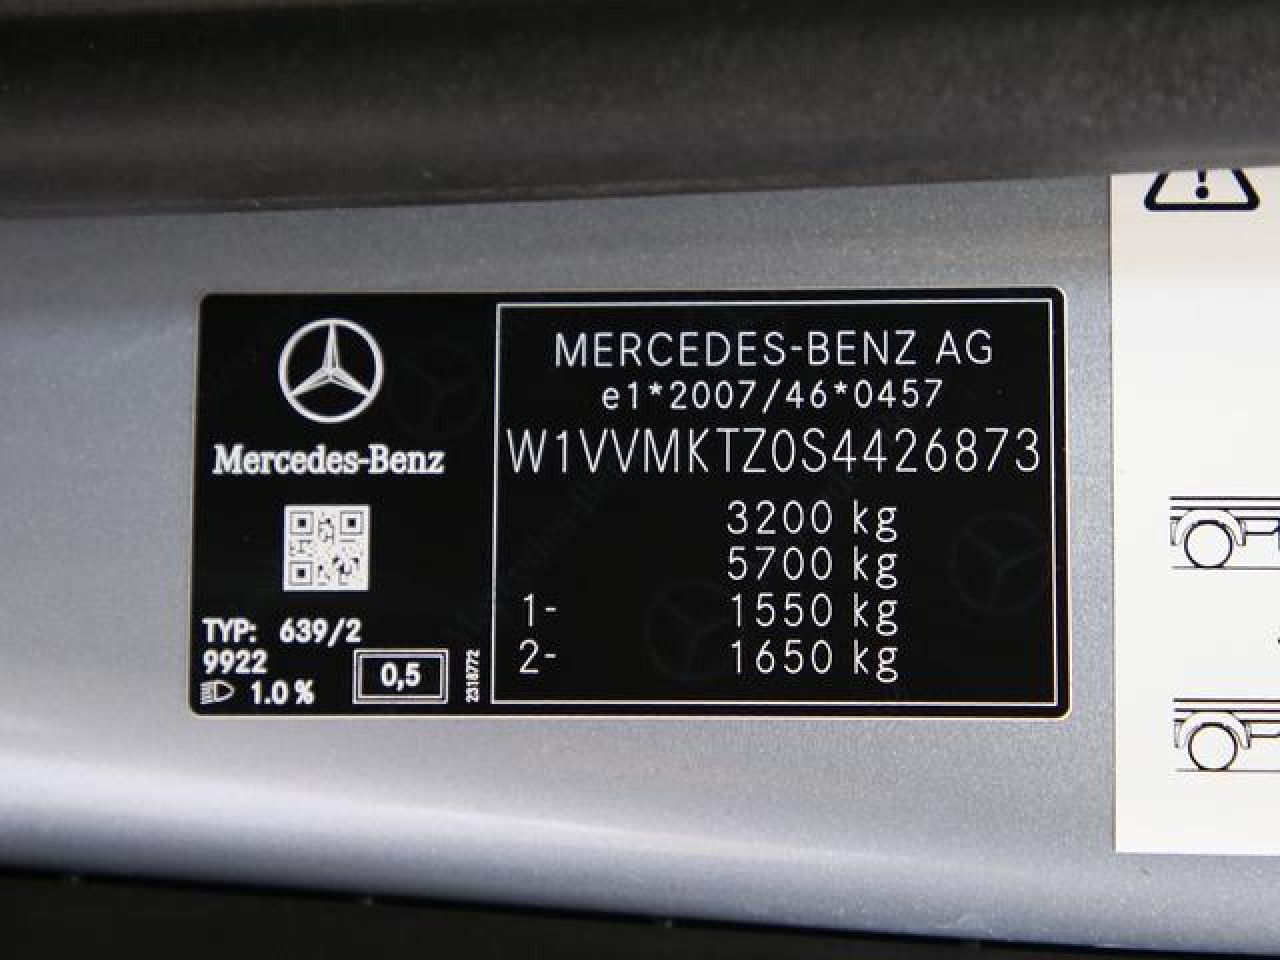 Mercedes-Benz
TYP: 639/2
9922
1.0 %
0,5
2318772
MERCEDES-BENZ AG
e1*2007/46*0457
W1VVMKTZ0S4426873
3200 kg
5700 kg
1- 1550 kg
2- 1650 kg